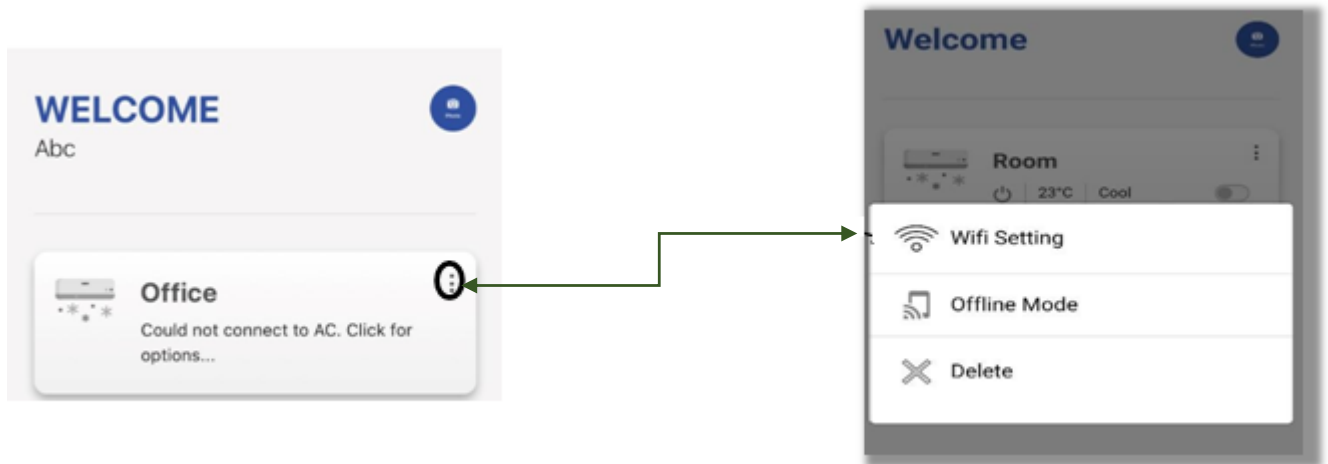 WELCOME
Abc
Office
Could not connect to AC. Click for
options...
Welcome
Room
23°C Cool
Wifi Setting
Offline Mode
Delete